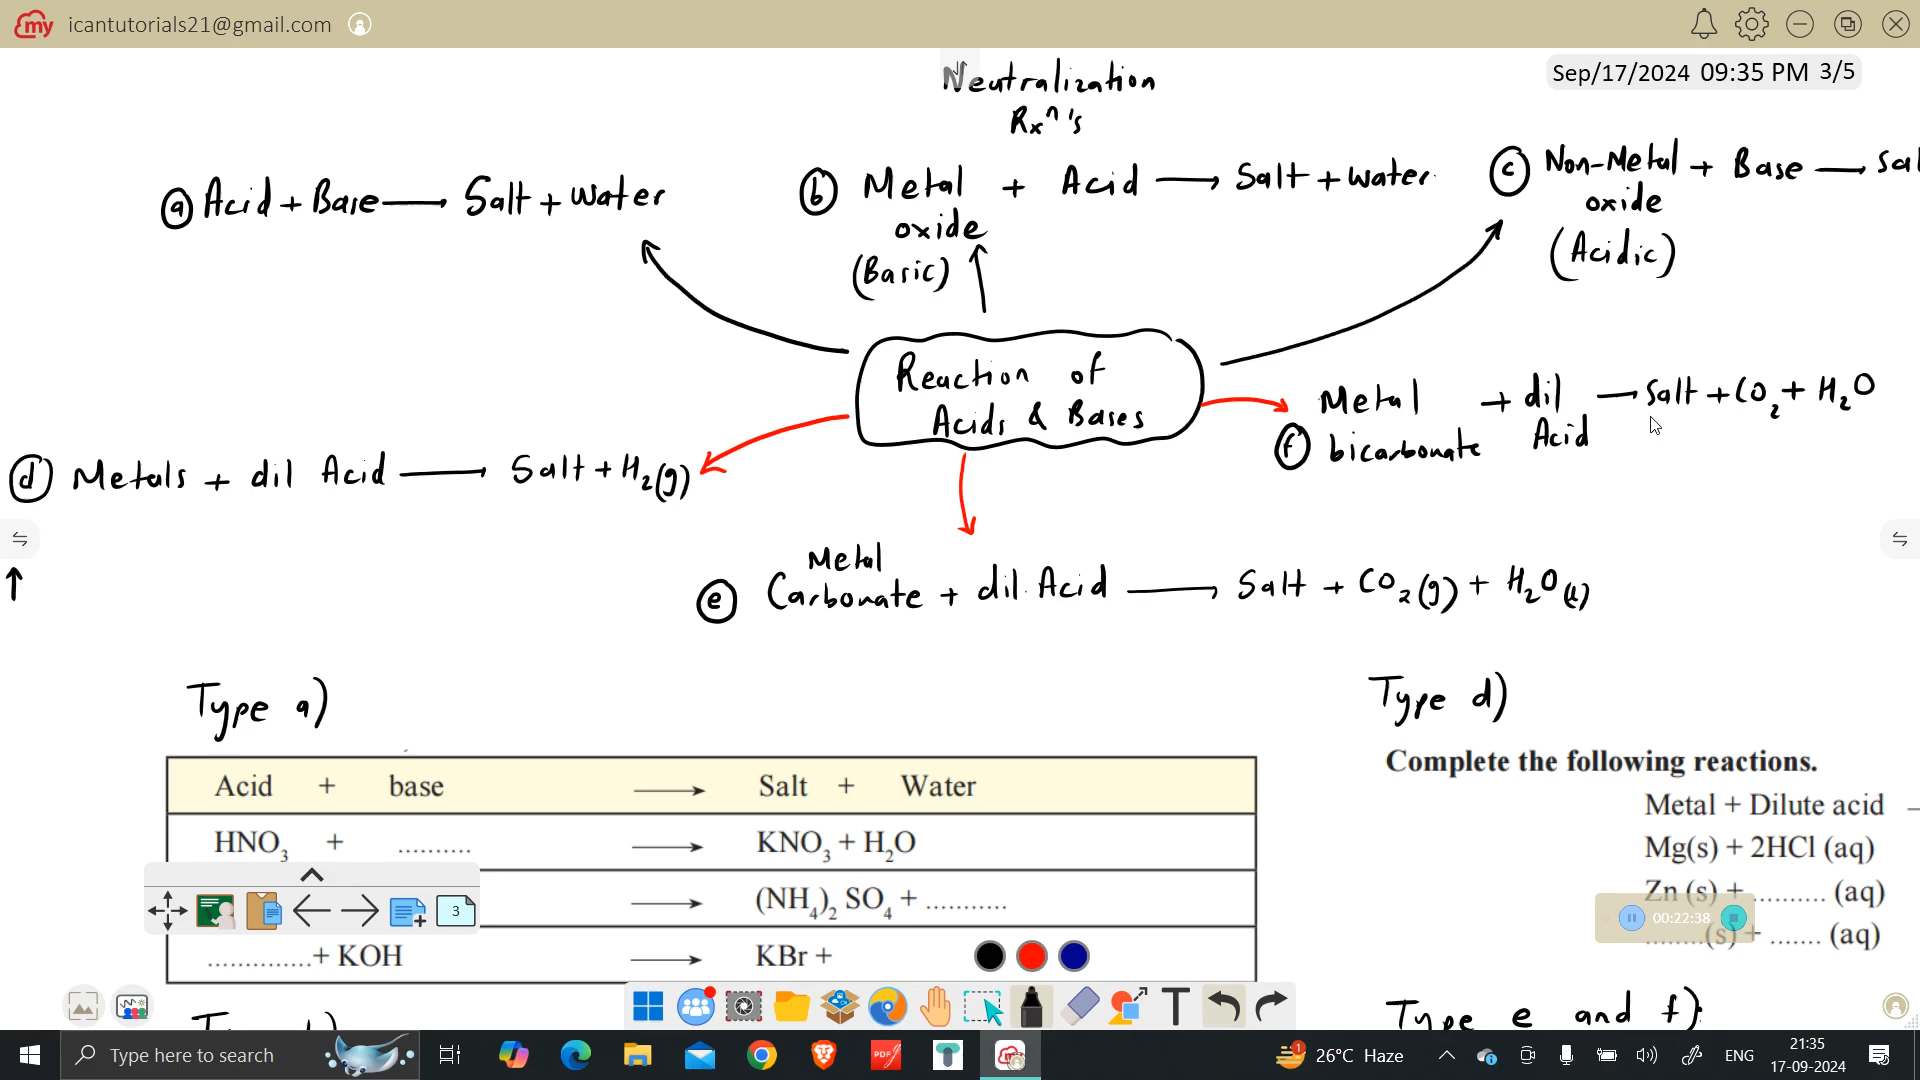 my icantutorials21@gmail.com
Sep/17/2024 09:35 PM 3/5
Neutralization
Rxⁿ's
(a) Acid + Base → Salt + Water
(b) Metal + Acid → Salt + Water
oxide
(Basic)
(c) Non-Metal + Base → Sal
oxide
(Acidic)
Reaction of
Acids & Bases
(d) Metals + dil Acid → Salt + H₂(g)
Metal + dil → Salt + CO₂ + H₂O
(f) bicarbonate Acid
Metal
(e) Carbonate + dil. Acid → Salt + CO₂(g) + H₂O(l)
Type a)
Acid + base → Salt + Water
HNO₃ + .......... → KNO₃ + H₂O
→ (NH₄)₂ SO₄ + ...........
..............+ KOH → KBr +
Type d)
Complete the following reactions.
Metal + Dilute acid
Mg(s) + 2HCl (aq)
Zn (s) + .......... (aq)
........(s) + ....... (aq)
00:22:38
Type e and f):
3
T
Type here to search
PDF
1
26°C Haze
ENG
21:35
17-09-2024